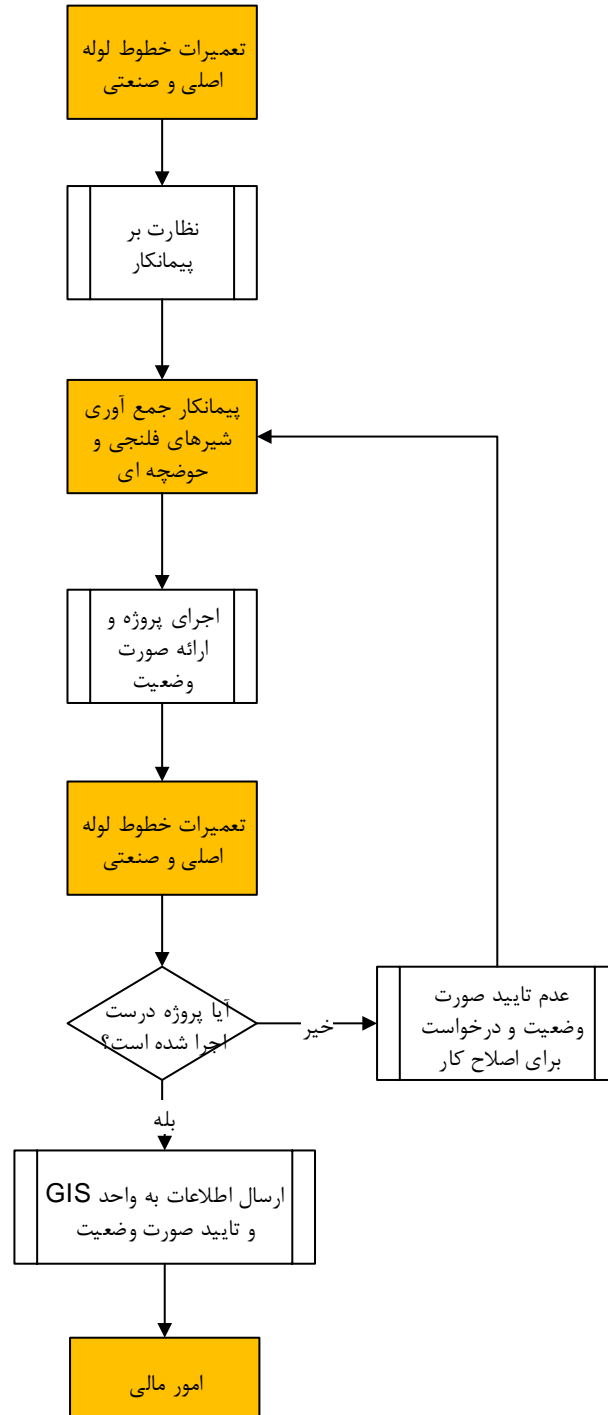 تعمیرات خطوط لوله
اصلی و صنعتی
نظارت بر
پیمانکار
پیمانکار جمع آوری
شیرهای فلنجی و
حوضچه ای
اجرای پروژه و
ارائه صورت
وضعیت
تعمیرات خطوط لوله
اصلی و صنعتی
آیا پروژه درست
اجرا شده است؟
خیر
عدم تایید صورت
وضعیت و درخواست
برای اصلاح کار
بله
ارسال اطلاعات به واحد GIS
و تایید صورت وضعیت
امور مالی